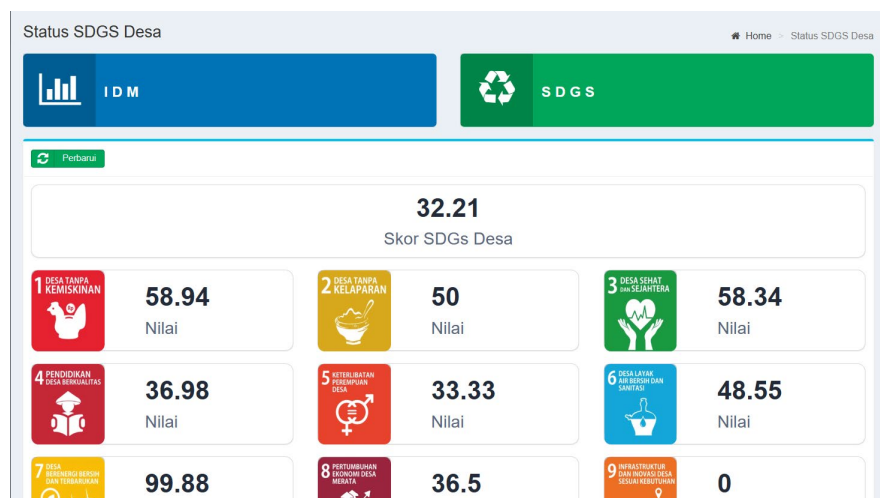 Status SDGS Desa
Home > Status SDGS Desa
IDM
SDGS
Perbarui
32.21
Skor SDGs Desa
1 DESA TANPA
KEMISKINAN
58.94
Nilai
2 DESA TANPA
KELAPARAN
50
Nilai
3 DESA SEHAT
DAN SEJAHTERA
58.34
Nilai
4 PENDIDIKAN
DESA BERKUALITAS
36.98
Nilai
5 KETERLIBATAN
PEREMPUAN
DESA
33.33
Nilai
6 DESA LAYAK
AIR BERSIH DAN
SANITASI
48.55
Nilai
7 DESA
BERENERGI BERSIH
DAN TERBARUKAN
99.88
8 PERTUMBUHAN
EKONOMI DESA
MERATA
36.5
9 INFRASTRUKTUR
DAN INOVASI DESA
SESUAI KEBUTUHAN
0